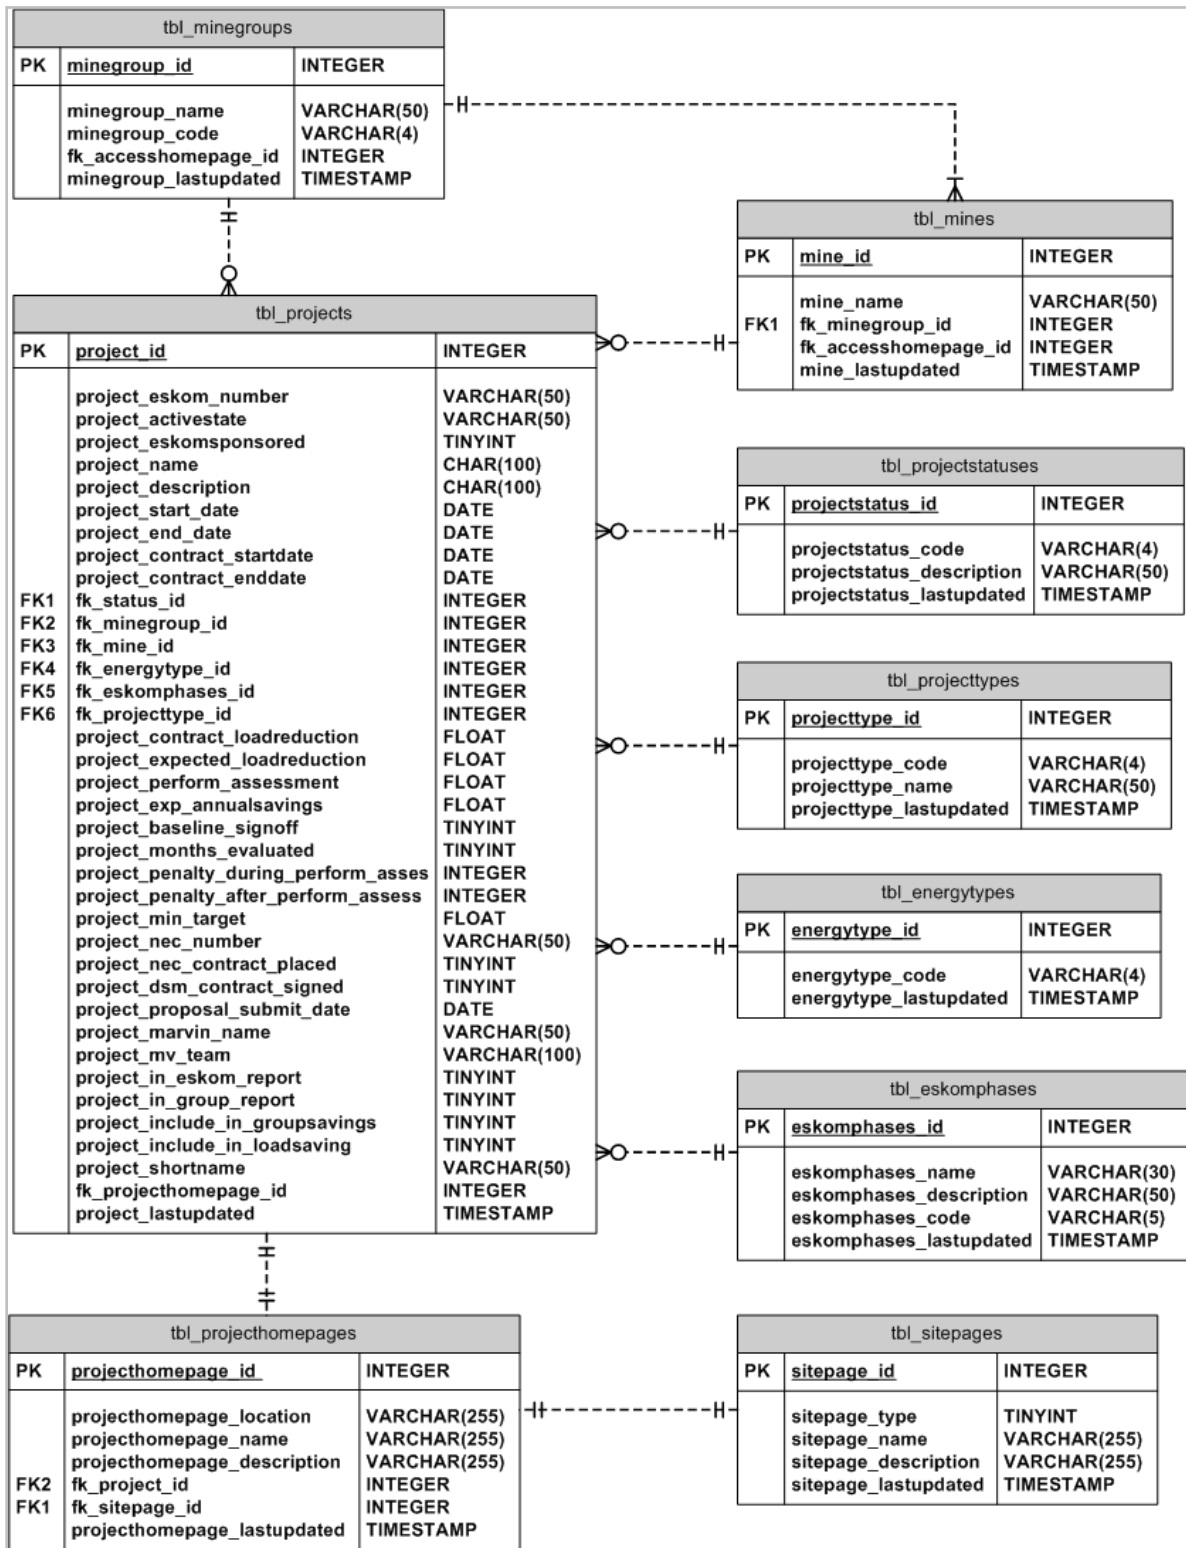 tbl_minegroups
PK minegroup_id INTEGER
minegroup_name VARCHAR(50)
minegroup_code VARCHAR(4)
fk_accesshomepage_id INTEGER
minegroup_lastupdated TIMESTAMP
tbl_mines
PK mine_id INTEGER
mine_name VARCHAR(50)
FK1 fk_minegroup_id INTEGER
fk_accesshomepage_id INTEGER
mine_lastupdated TIMESTAMP
tbl_projects
PK project_id INTEGER
project_eskom_number VARCHAR(50)
project_activestate VARCHAR(50)
project_eskomsponsored TINYINT
project_name CHAR(100)
project_description CHAR(100)
project_start_date DATE
project_end_date DATE
project_contract_startdate DATE
project_contract_enddate DATE
FK1 fk_status_id INTEGER
FK2 fk_minegroup_id INTEGER
FK3 fk_mine_id INTEGER
FK4 fk_energytype_id INTEGER
FK5 fk_eskomphases_id INTEGER
FK6 fk_projecttype_id INTEGER
project_contract_loadreduction FLOAT
project_expected_loadreduction FLOAT
project_perform_assessment FLOAT
project_exp_annualsavings FLOAT
project_baseline_signoff TINYINT
project_months_evaluated TINYINT
project_penalty_during_perform_asses INTEGER
project_penalty_after_perform_assess INTEGER
project_min_target FLOAT
project_nec_number VARCHAR(50)
project_nec_contract_placed TINYINT
project_dsm_contract_signed TINYINT
project_proposal_submit_date DATE
project_marvin_name VARCHAR(50)
project_mv_team VARCHAR(100)
project_in_eskom_report TINYINT
project_in_group_report TINYINT
project_include_in_groupsavings TINYINT
project_include_in_loadsaving TINYINT
project_shortname VARCHAR(50)
fk_projecthomepage_id INTEGER
project_lastupdated TIMESTAMP
tbl_projectstatuses
PK projectstatus_id INTEGER
projectstatus_code VARCHAR(4)
projectstatus_description VARCHAR(50)
projectstatus_lastupdated TIMESTAMP
tbl_projecttypes
PK projecttype_id INTEGER
projecttype_code VARCHAR(4)
projecttype_name VARCHAR(50)
projecttype_lastupdated TIMESTAMP
tbl_energytypes
PK energytype_id INTEGER
energytype_code VARCHAR(4)
energytype_lastupdated TIMESTAMP
tbl_eskomphases
PK eskomphases_id INTEGER
eskomphases_name VARCHAR(30)
eskomphases_description VARCHAR(50)
eskomphases_code VARCHAR(5)
eskomphases_lastupdated TIMESTAMP
tbl_projecthomepages
PK projecthomepage_id INTEGER
projecthomepage_location VARCHAR(255)
projecthomepage_name VARCHAR(255)
projecthomepage_description VARCHAR(255)
FK2 fk_project_id INTEGER
FK1 fk_sitepage_id INTEGER
projecthomepage_lastupdated TIMESTAMP
tbl_sitepages
PK sitepage_id INTEGER
sitepage_type TINYINT
sitepage_name VARCHAR(255)
sitepage_description VARCHAR(255)
sitepage_lastupdated TIMESTAMP